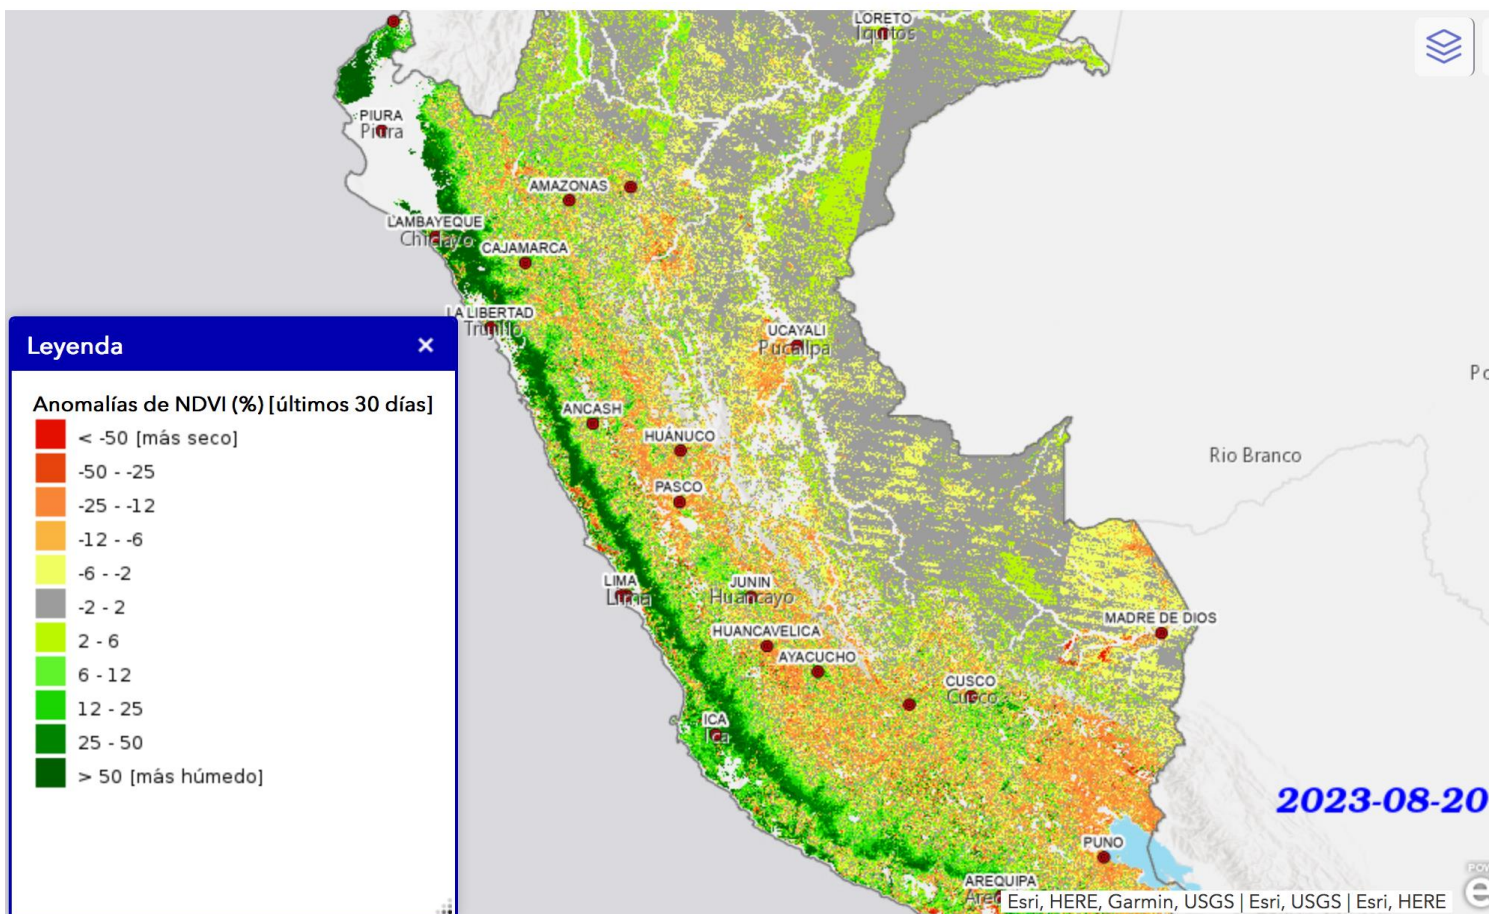 LORETO
Iquitos
PIURA
Piura
AMAZONAS
LAMBAYEQUE
Chiclayo
CAJAMARCA
LA LIBERTAD
Trujillo
UCAYALI
Pucallpa
Leyenda
×
Anomalías de NDVI (%) [últimos 30 días]
< -50 [más seco]
-50 - -25
-25 - -12
-12 - -6
-6 - -2
-2 - 2
2 - 6
6 - 12
12 - 25
25 - 50
> 50 [más húmedo]
ANCASH
HUÁNUCO
PASCO
Rio Branco
LIMA
Lima
JUNIN
Huancayo
HUANCAVELICA
AYACUCHO
MADRE DE DIOS
CUSCO
Cusco
ICA
Ica
2023-08-20
PUNO
AREQUIPA
Esri, HERE, Garmin, USGS | Esri, USGS | Esri, HERE